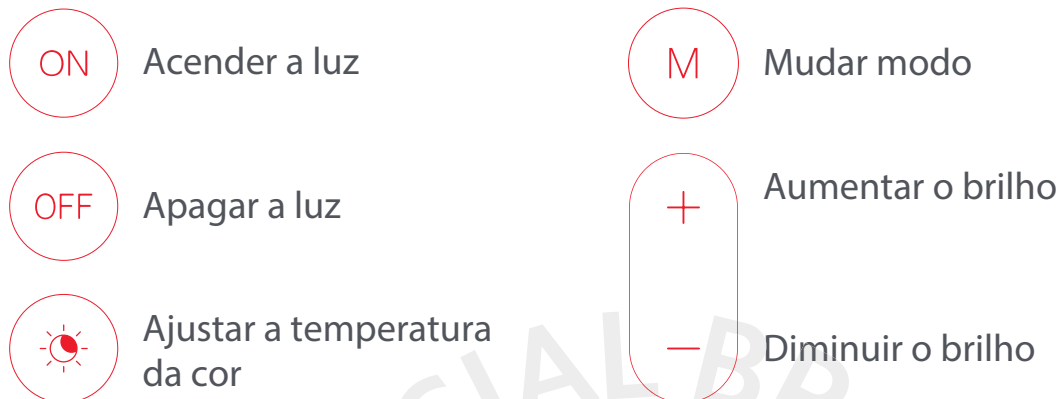 ON
Acender a luz
M
Mudar modo
OFF
Apagar a luz
+
Aumentar o brilho
Ajustar a temperatura
da cor
−
Diminuir o brilho